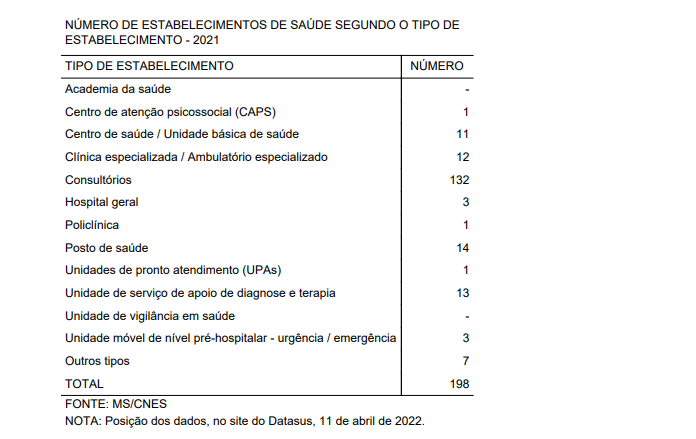 NÚMERO DE ESTABELECIMENTOS DE SAÚDE SEGUNDO O TIPO DE
ESTABELECIMENTO - 2021
TIPO DE ESTABELECIMENTO NÚMERO
Academia da saúde -
Centro de atenção psicossocial (CAPS) 1
Centro de saúde / Unidade básica de saúde 11
Clínica especializada / Ambulatório especializado 12
Consultórios 132
Hospital geral 3
Policlínica 1
Posto de saúde 14
Unidades de pronto atendimento (UPAs) 1
Unidade de serviço de apoio de diagnose e terapia 13
Unidade de vigilância em saúde -
Unidade móvel de nível pré-hospitalar - urgência / emergência 3
Outros tipos 7
TOTAL 198
FONTE: MS/CNES
NOTA: Posição dos dados, no site do Datasus, 11 de abril de 2022.